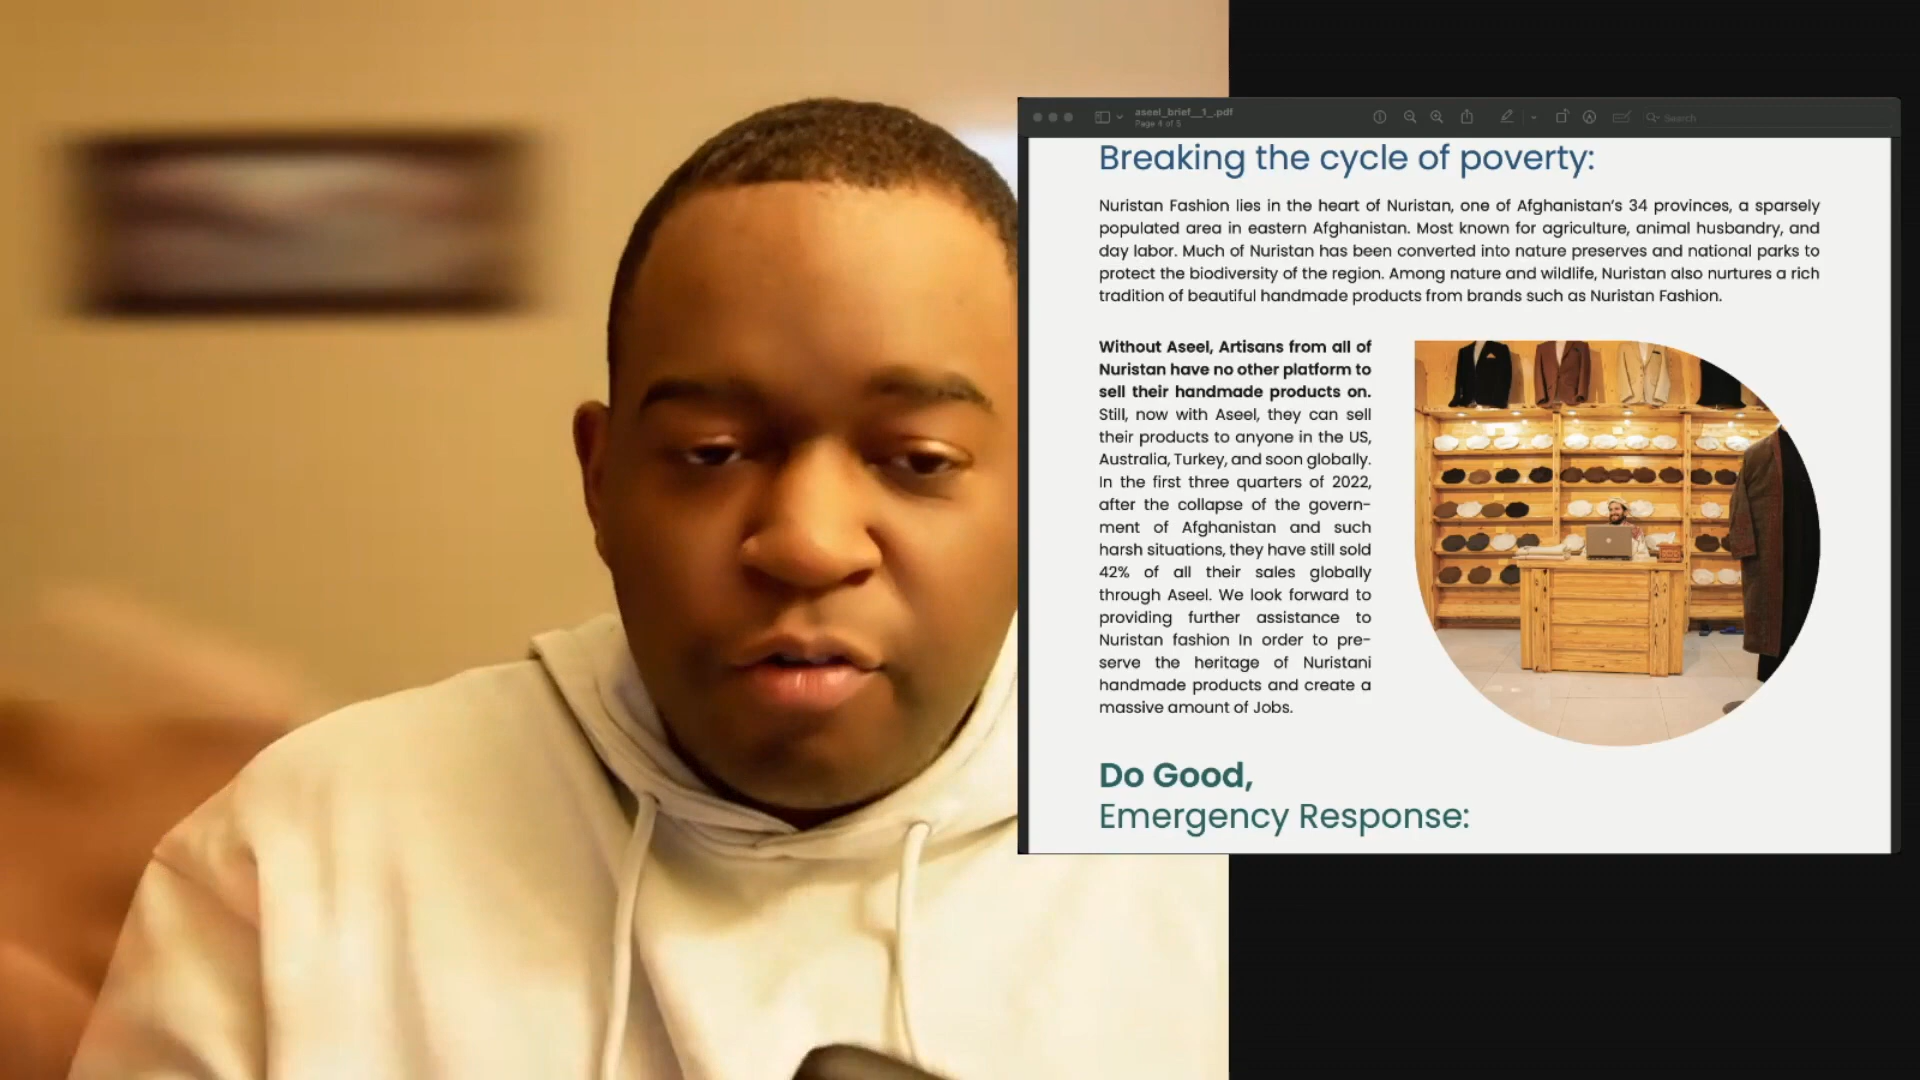 aseel_brief__1_.pdf
Page 4 of 5
Search
Breaking the cycle of poverty:
Nuristan Fashion lies in the heart of Nuristan, one of Afghanistan's 34 provinces, a sparsely
populated area in eastern Afghanistan. Most known for agriculture, animal husbandry, and
day labor. Much of Nuristan has been converted into nature preserves and national parks to
protect the biodiversity of the region. Among nature and wildlife, Nuristan also nurtures a rich
tradition of beautiful handmade products from brands such as Nuristan Fashion.
Without Aseel, Artisans from all of
Nuristan have no other platform to
sell their handmade products on.
Still, now with Aseel, they can sell
their products to anyone in the US,
Australia, Turkey, and soon globally.
In the first three quarters of 2022,
after the collapse of the govern-
ment of Afghanistan and such
harsh situations, they have still sold
42% of all their sales globally
through Aseel. We look forward to
providing further assistance to
Nuristan fashion In order to pre-
serve the heritage of Nuristani
handmade products and create a
massive amount of Jobs.
Do Good,
Emergency Response: